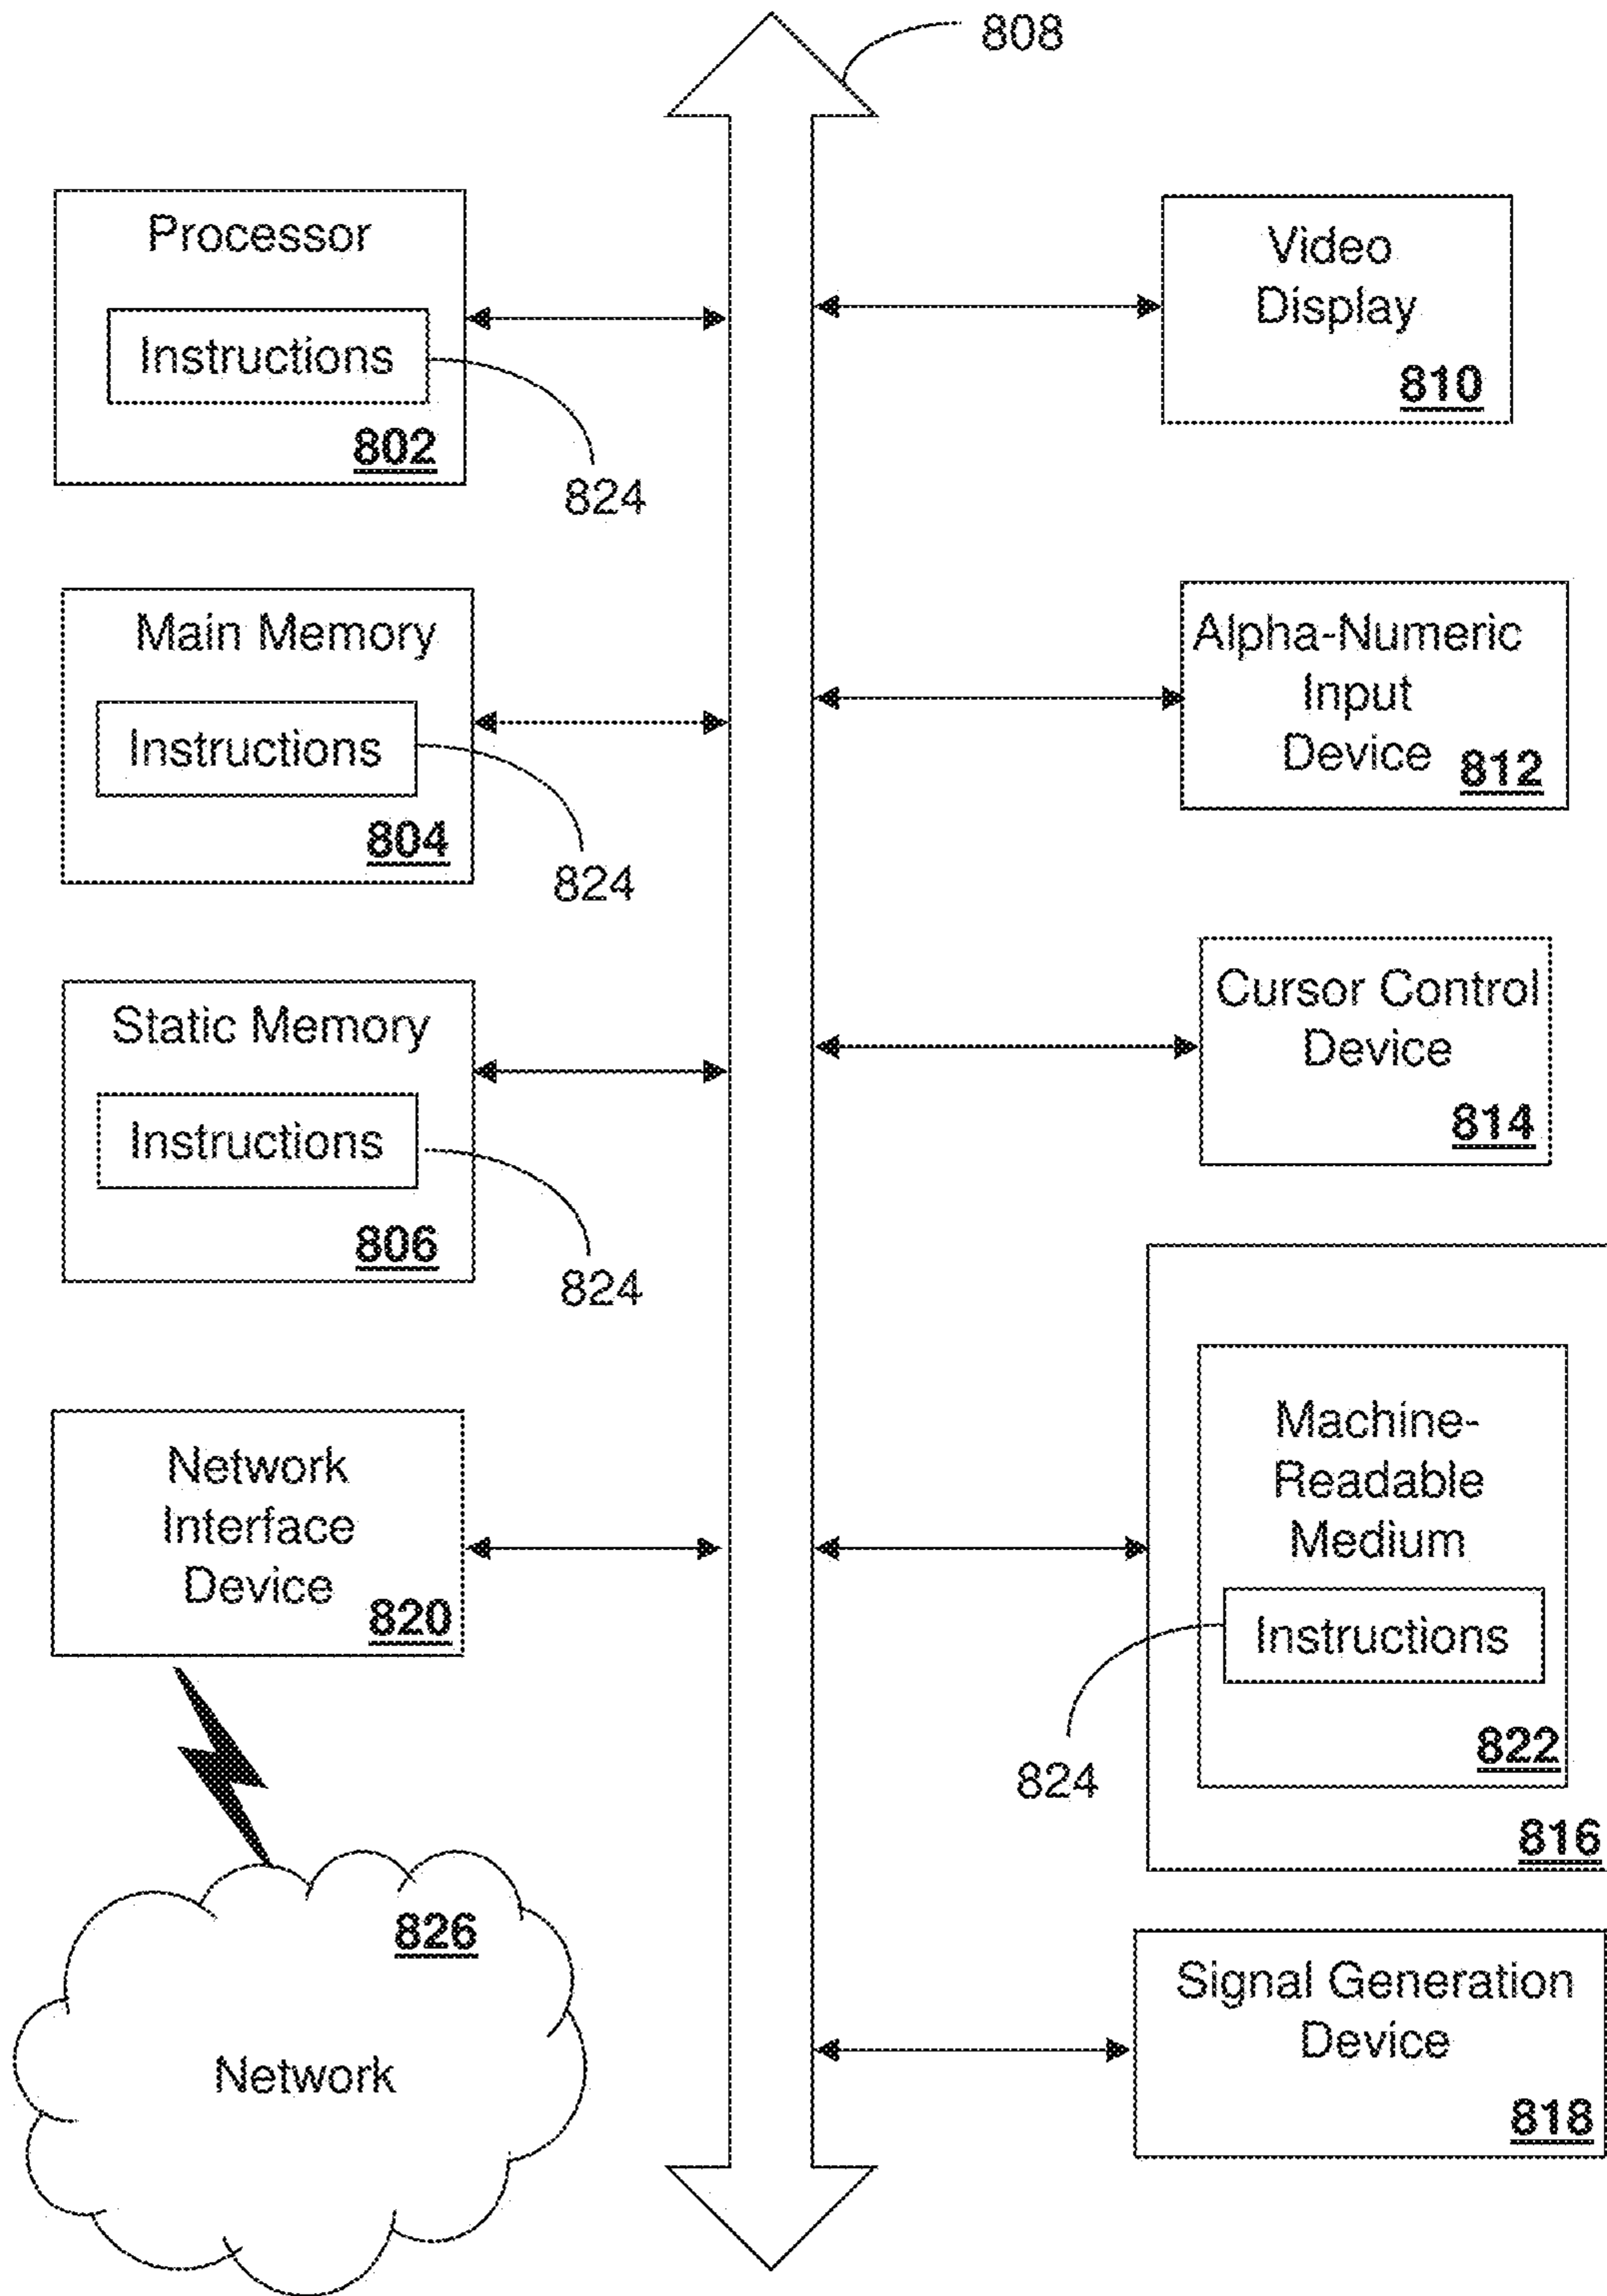 808
Processor
Instructions
802
824
Main Memory
Instructions
804
824
Static Memory
Instructions
806
824
Network
Interface
Device
820
826
Network
Video
Display
810
Alpha-Numeric
Input
Device
812
Cursor Control
Device
814
Machine-
Readable
Medium
Instructions
822
824
816
Signal Generation
Device
818